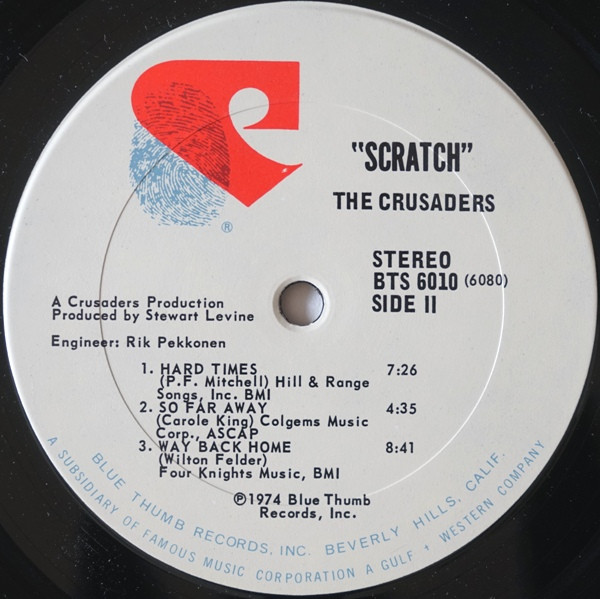 ®
"SCRATCH"
THE CRUSADERS
STEREO
BTS 6010 (6080)
SIDE II
A Crusaders Production
Produced by Stewart Levine
Engineer: Rik Pekkonen
1. HARD TIMES 7:26
(P.F. Mitchell) Hill & Range
Songs, Inc. BMI
2. SO FAR AWAY 4:35
(Carole King) Colgems Music
Corp., ASCAP
3. WAY BACK HOME 8:41
(Wilton Felder)
Four Knights Music, BMI
℗1974 Blue Thumb
Records, Inc.
BLUE THUMB RECORDS, INC. BEVERLY HILLS, CALIF.
A SUBSIDIARY OF FAMOUS MUSIC CORPORATION A GULF + WESTERN COMPANY